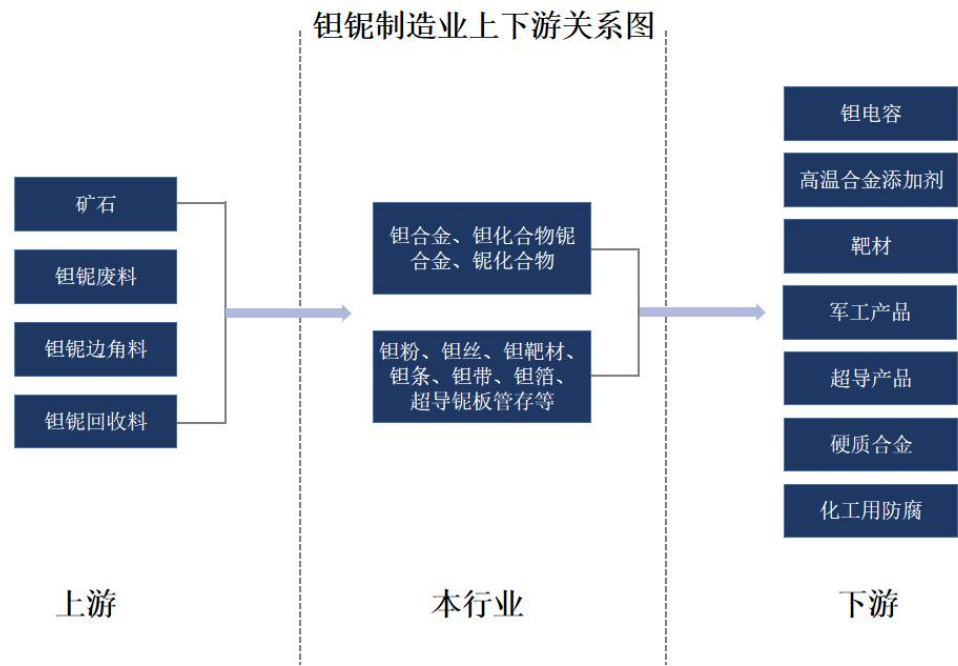 钽铌制造业上下游关系图
矿石
钽铌废料
钽铌边角料
钽铌回收料
上游
钽合金、钽化合物铌
合金、铌化合物
钽粉、钽丝、钽靶材、
钽条、钽带、钽箔、
超导铌板管存等
本行业
钽电容
高温合金添加剂
靶材
军工产品
超导产品
硬质合金
化工用防腐
下游